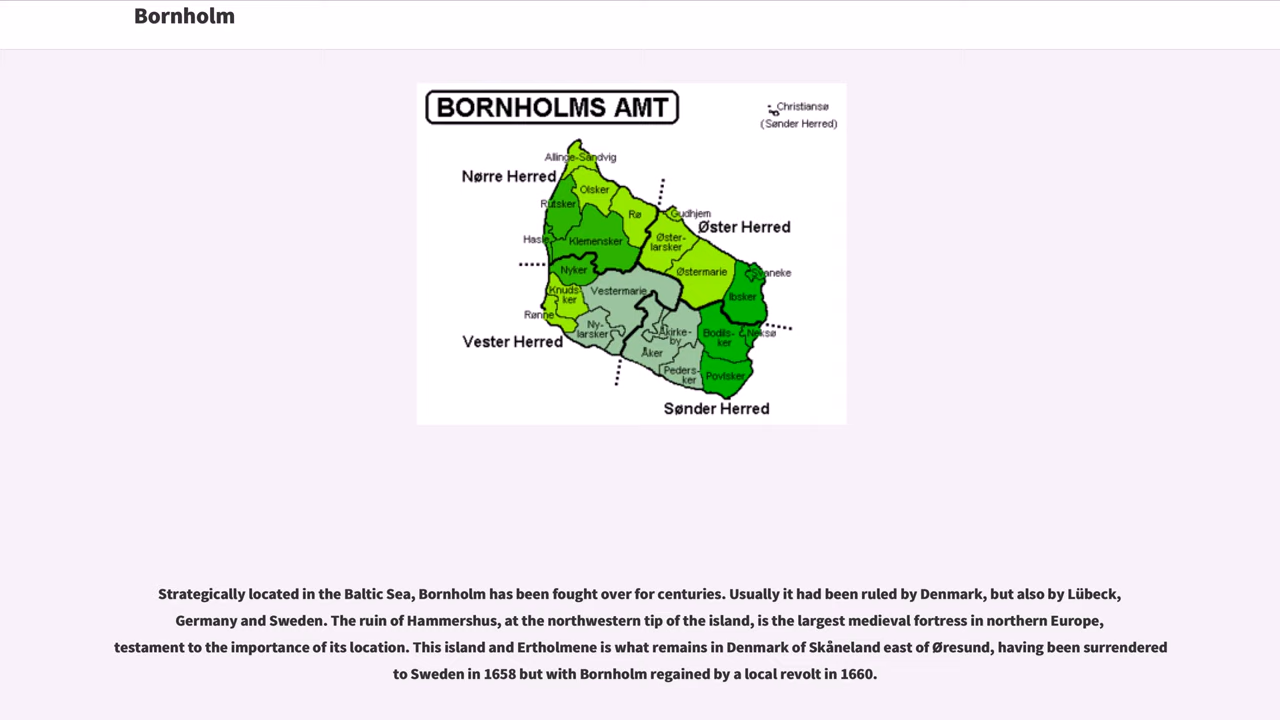 Bornholm
BORNHOLMS AMT
Christiansø
(Sønder Herred)
Allinge-Sandvig
Nørre Herred
Olsker
Rutsker
Rø
Gudhjem
Øster Herred
Hasle
Klemensker
Øster-
larsker
Nyker
Østermarie
Svaneke
Knuds-
ker
Vestermarie
Ibsker
Rønne
Ny-
larsker
Åkirke-
by
Bodils-
ker
Neksø
Vester Herred
Åker
Peders-
ker
Povlsker
Sønder Herred
Strategically located in the Baltic Sea, Bornholm has been fought over for centuries. Usually it had been ruled by Denmark, but also by Lübeck,
Germany and Sweden. The ruin of Hammershus, at the northwestern tip of the island, is the largest medieval fortress in northern Europe,
testament to the importance of its location. This island and Ertholmene is what remains in Denmark of Skåneland east of Øresund, having been surrendered
to Sweden in 1658 but with Bornholm regained by a local revolt in 1660.